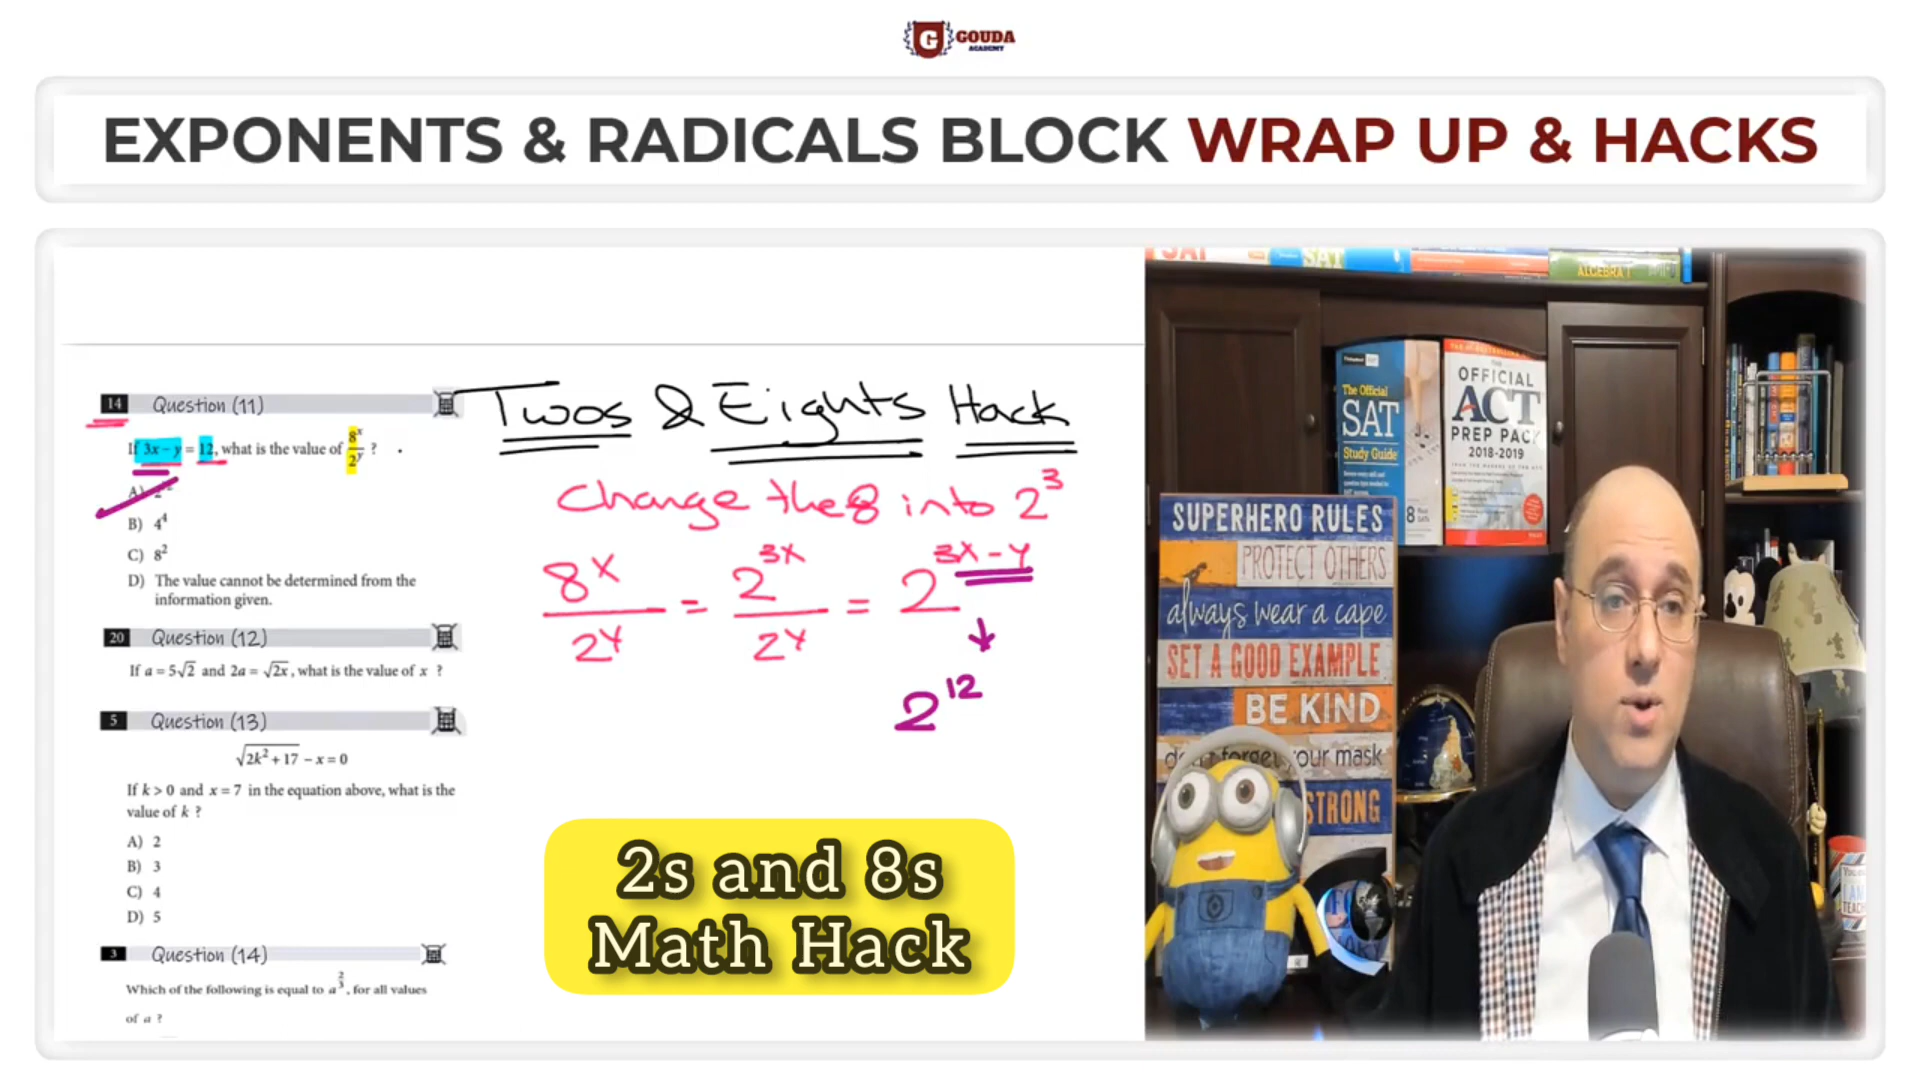 G GOUDA
ACADEMY
EXPONENTS & RADICALS BLOCK WRAP UP & HACKS
14 Question (11)
If 3x – y = 12, what is the value of 8^x/2^y ?
A)
B) 4^4
C) 8^2
D) The value cannot be determined from the
information given.
20 Question (12)
If a = 5√2 and 2a = √2x, what is the value of x ?
5 Question (13)
√2k² + 17 – x = 0
If k > 0 and x = 7 in the equation above, what is the
value of k ?
A) 2
B) 3
C) 4
D) 5
3 Question (14)
Which of the following is equal to a^2/3, for all values
of a ?
Twos & Eights Hack
Change the 8 into 2^3
8^x/2^y = 2^3x/2^y = 2^3x-y
2^12
2s and 8s
Math Hack
SAT
SAT
ALGEBRA 1
The Official
SAT
Study Guide
THE
OFFICIAL
ACT
PREP PACK
2018-2019
SUPERHERO RULES
PROTECT OTHERS
always wear a cape
SET A GOOD EXAMPLE
BE KIND
your mask
STRONG